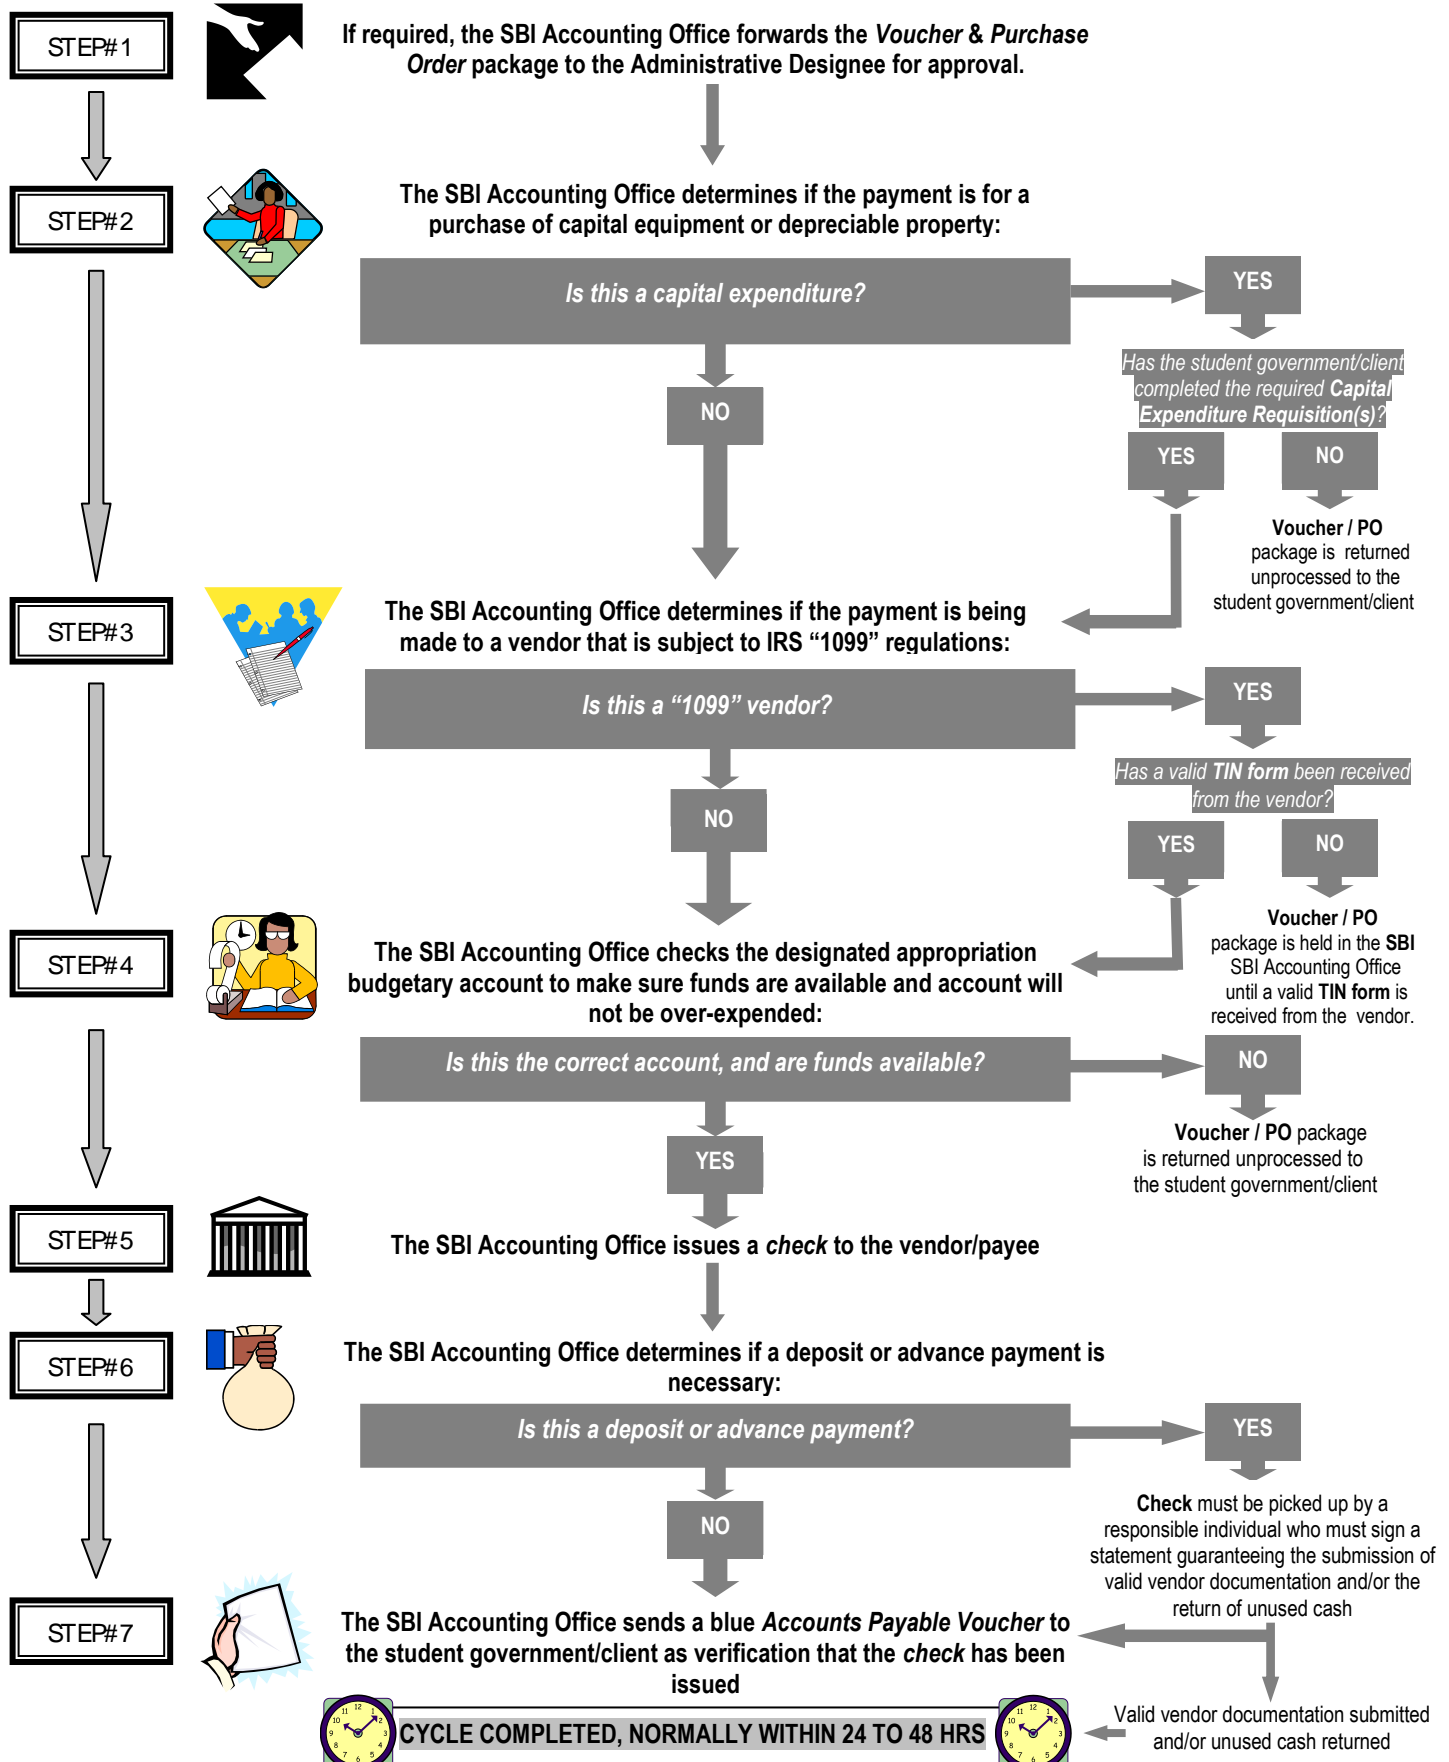 STEP#1
If required, the SBI Accounting Office forwards the Voucher & Purchase
Order package to the Administrative Designee for approval.
STEP#2
The SBI Accounting Office determines if the payment is for a
purchase of capital equipment or depreciable property:
Is this a capital expenditure?
YES
Has the student government/client
completed the required Capital
Expenditure Requisition(s)?
NO
YES
NO
Voucher / PO
package is returned
unprocessed to the
student government/client
STEP#3
The SBI Accounting Office determines if the payment is being
made to a vendor that is subject to IRS “1099” regulations:
Is this a “1099” vendor?
YES
Has a valid TIN form been received
from the vendor?
NO
YES
NO
Voucher / PO
package is held in the SBI
SBI Accounting Office
until a valid TIN form is
received from the vendor.
STEP#4
The SBI Accounting Office checks the designated appropriation
budgetary account to make sure funds are available and account will
not be over-expended:
Is this the correct account, and are funds available?
NO
Voucher / PO package
is returned unprocessed to
the student government/client
YES
STEP#5
The SBI Accounting Office issues a check to the vendor/payee
STEP#6
The SBI Accounting Office determines if a deposit or advance payment is
necessary:
Is this a deposit or advance payment?
YES
Check must be picked up by a
responsible individual who must sign a
statement guaranteeing the submission of
valid vendor documentation and/or the
return of unused cash
NO
STEP#7
The SBI Accounting Office sends a blue Accounts Payable Voucher to
the student government/client as verification that the check has been
issued
Valid vendor documentation submitted
and/or unused cash returned
CYCLE COMPLETED, NORMALLY WITHIN 24 TO 48 HRS